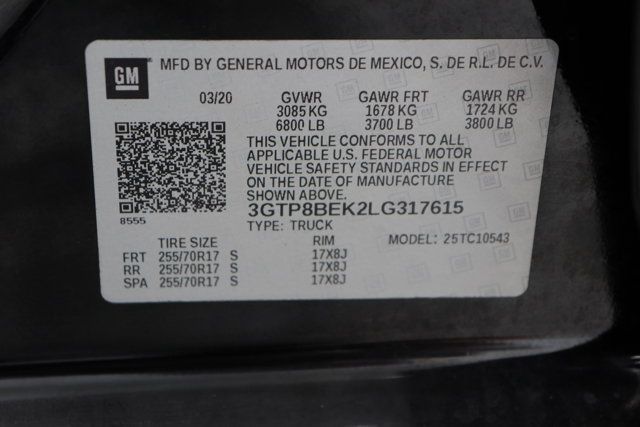 GM
MFD BY GENERAL MOTORS DE MEXICO, S. DE R.L. DE C.V.
03/20 GVWR GAWR FRT GAWR RR
3085 KG 1678 KG 1724 KG
6800 LB 3700 LB 3800 LB
THIS VEHICLE CONFORMS TO ALL
APPLICABLE U.S. FEDERAL MOTOR
VEHICLE SAFETY STANDARDS IN EFFECT
ON THE DATE OF MANUFACTURE
SHOWN ABOVE.
8555 3GTP8BEK2LG317615
TYPE: TRUCK MODEL: 25TC10543
TIRE SIZE RIM
FRT 255/70R17 S 17X8J
RR 255/70R17 S 17X8J
SPA 255/70R17 S 17X8J